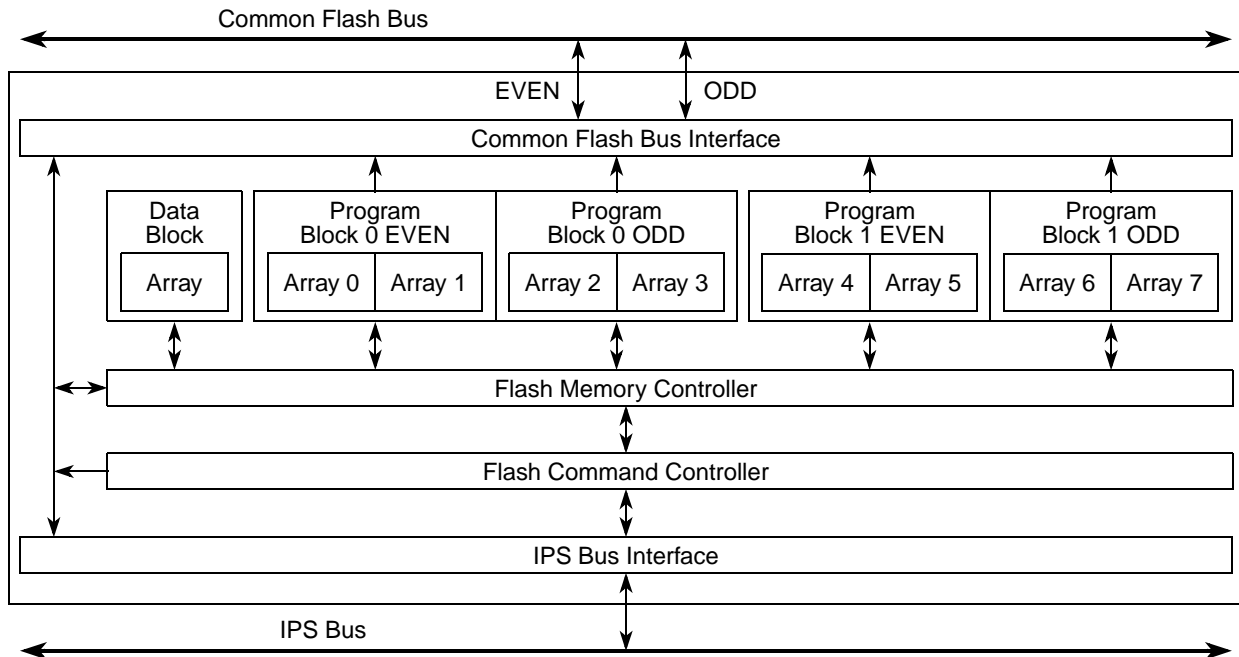 Common Flash Bus
EVEN
ODD
Common Flash Bus Interface
Data
Block
Array
Program
Block 0 EVEN
Array 0
Array 1
Program
Block 0 ODD
Array 2
Array 3
Program
Block 1 EVEN
Array 4
Array 5
Program
Block 1 ODD
Array 6
Array 7
Flash Memory Controller
Flash Command Controller
IPS Bus Interface
IPS Bus